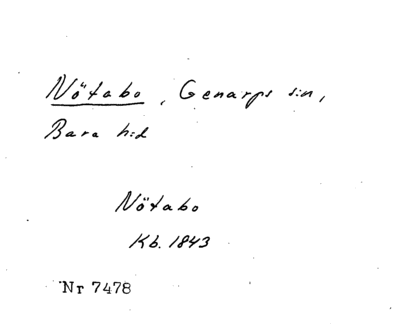 Nötabo, Genarps s:n,
Bara h:d
Nötabo
Kb. 1843
Nr 7478